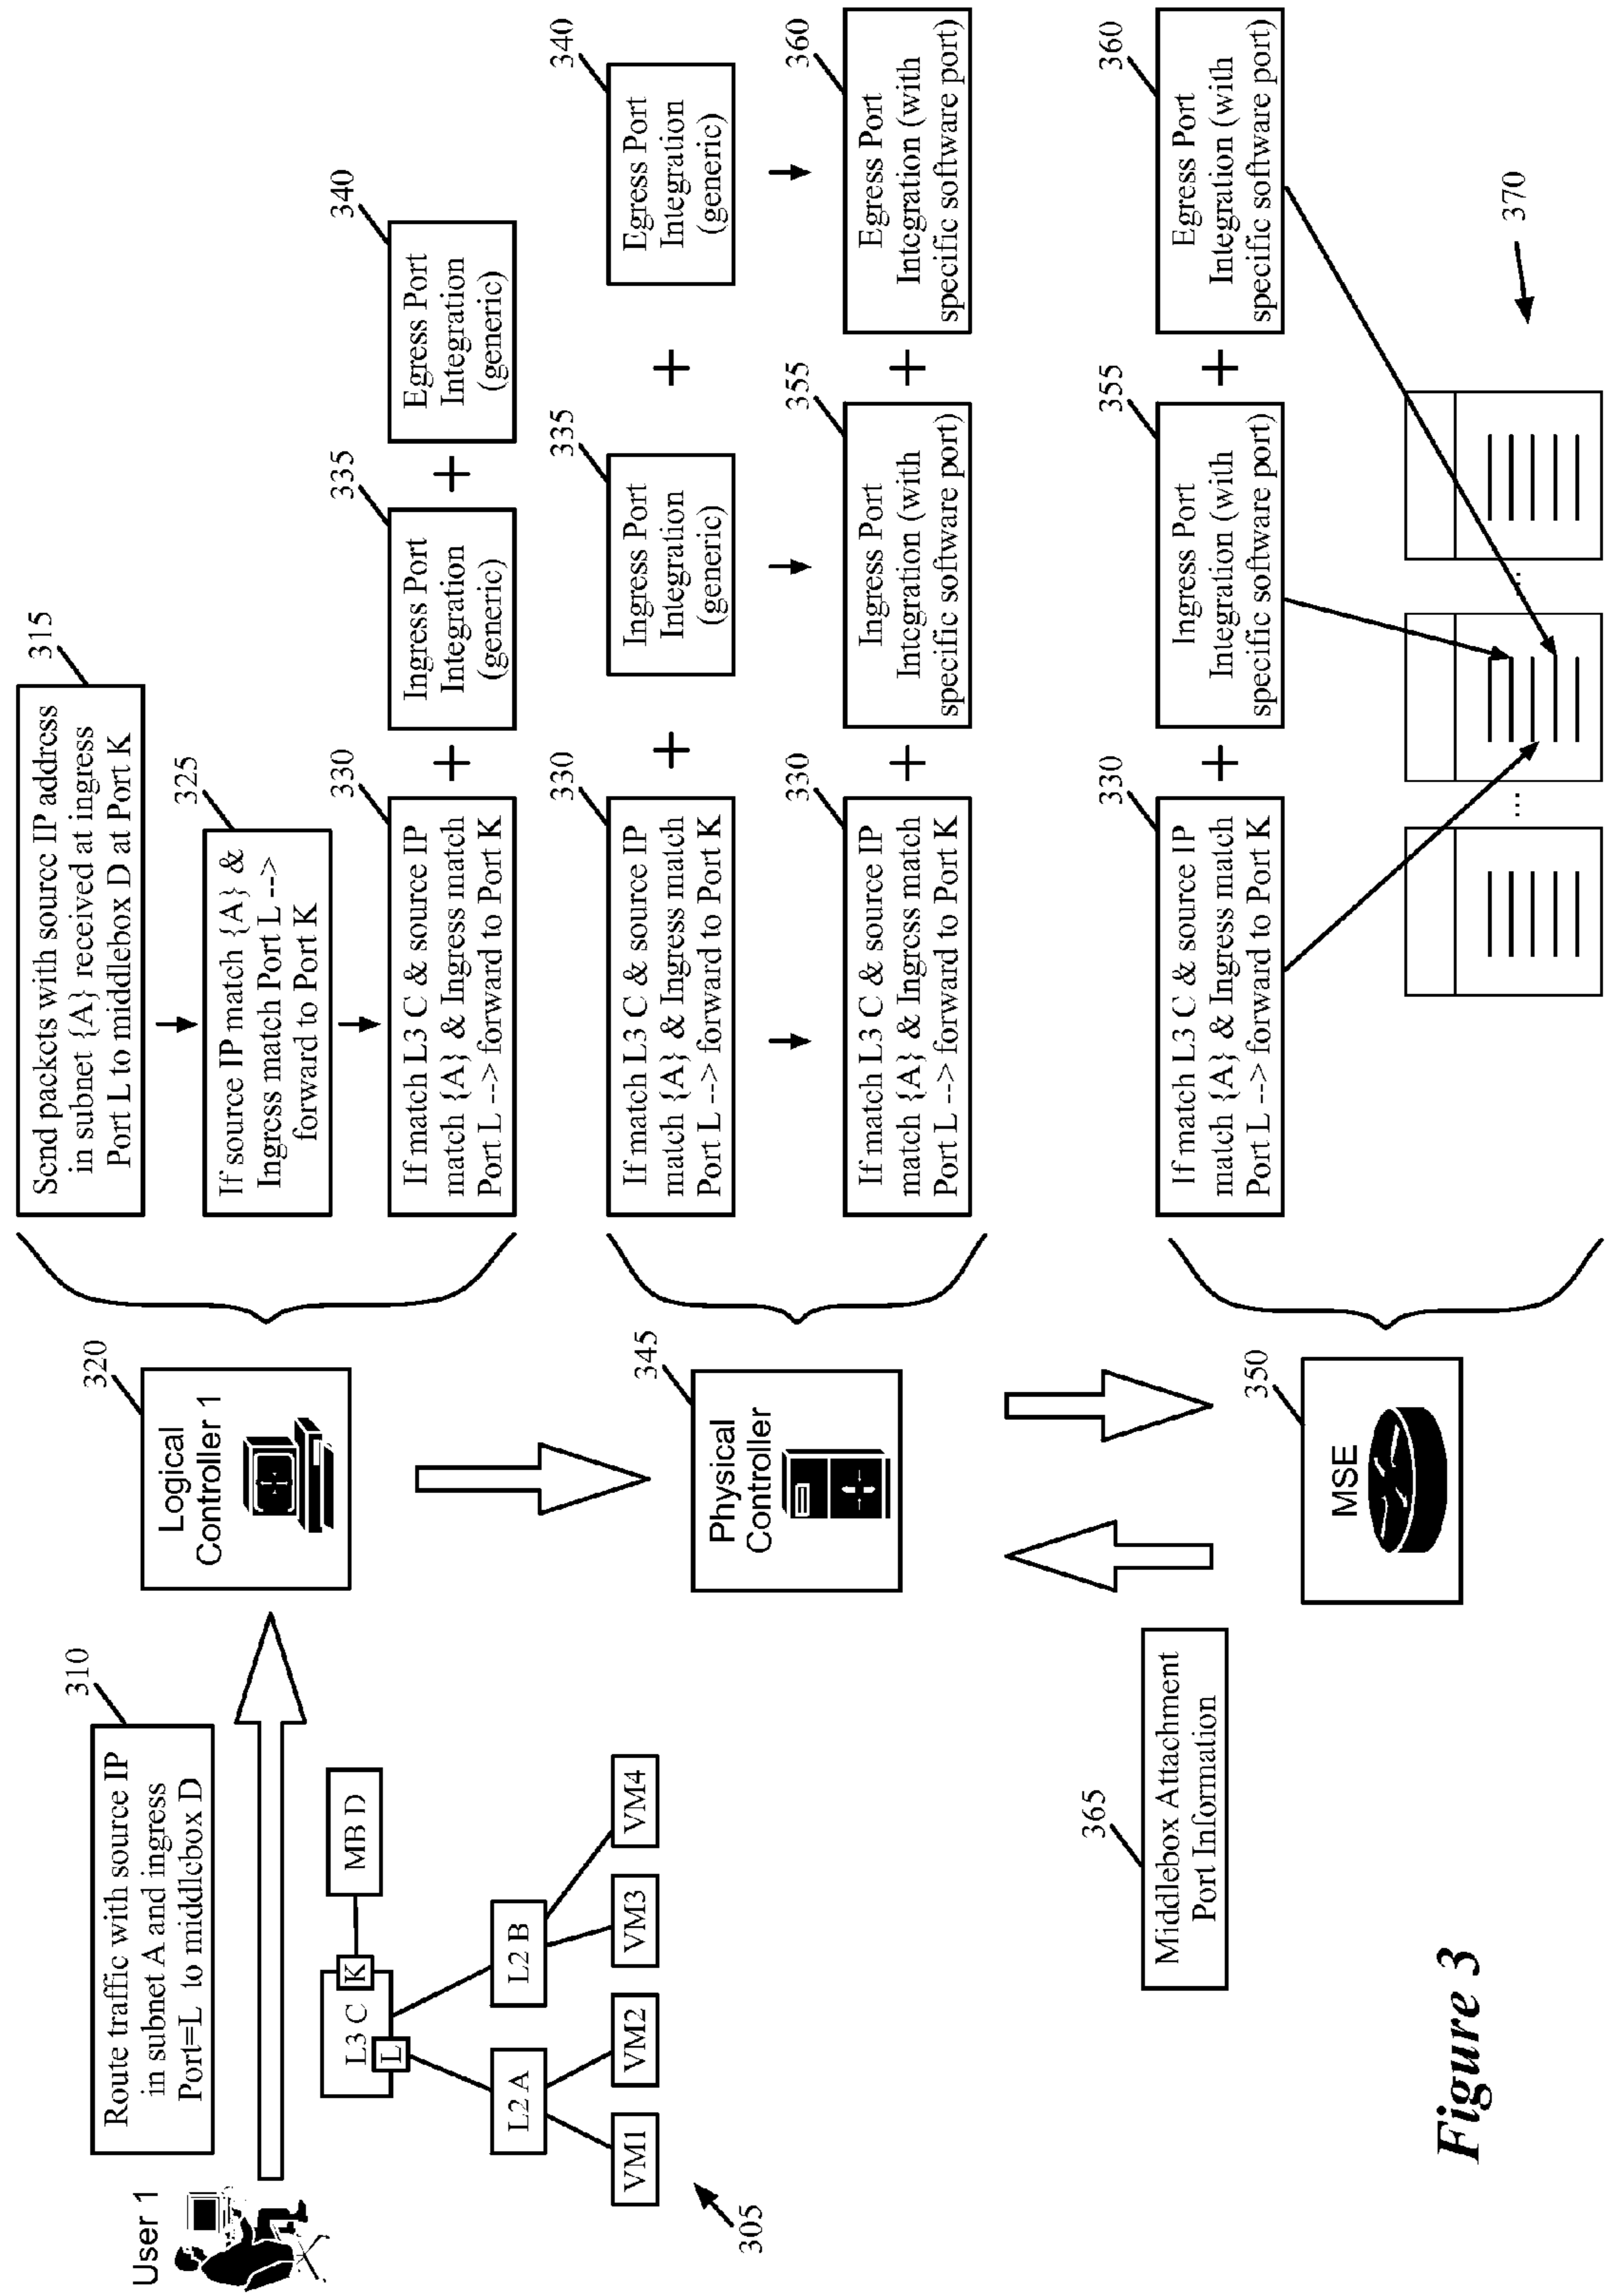 User 1
310
Route traffic with source IP
in subnet A and ingress
Port=L to middlebox D
320
Logical
Controller 1
315
Send packets with source IP address
in subnet {A} received at ingress
Port L to middlebox D at Port K
325
If source IP match {A} &
Ingress match Port L -->
forward to Port K
330
If match L3 C & source IP
match {A} & Ingress match
Port L --> forward to Port K
+
335
Ingress Port
Integration
(generic)
+
340
Egress Port
Integration
(generic)
L3 C
K
L
MB D
L2 A
L2 B
VM1
VM2
VM3
VM4
305
345
Physical
Controller
330
If match L3 C & source IP
match {A} & Ingress match
Port L --> forward to Port K
+
335
Ingress Port
Integration
(generic)
+
340
Egress Port
Integration
(generic)
330
If match L3 C & source IP
match {A} & Ingress match
Port L --> forward to Port K
+
355
Ingress Port
Integration (with
specific software port)
+
360
Egress Port
Integration (with
specific software port)
365
Middlebox Attachment
Port Information
350
MSE
330
If match L3 C & source IP
match {A} & Ingress match
Port L --> forward to Port K
+
355
Ingress Port
Integration (with
specific software port)
+
360
Egress Port
Integration (with
specific software port)
...
...
370
Figure 3